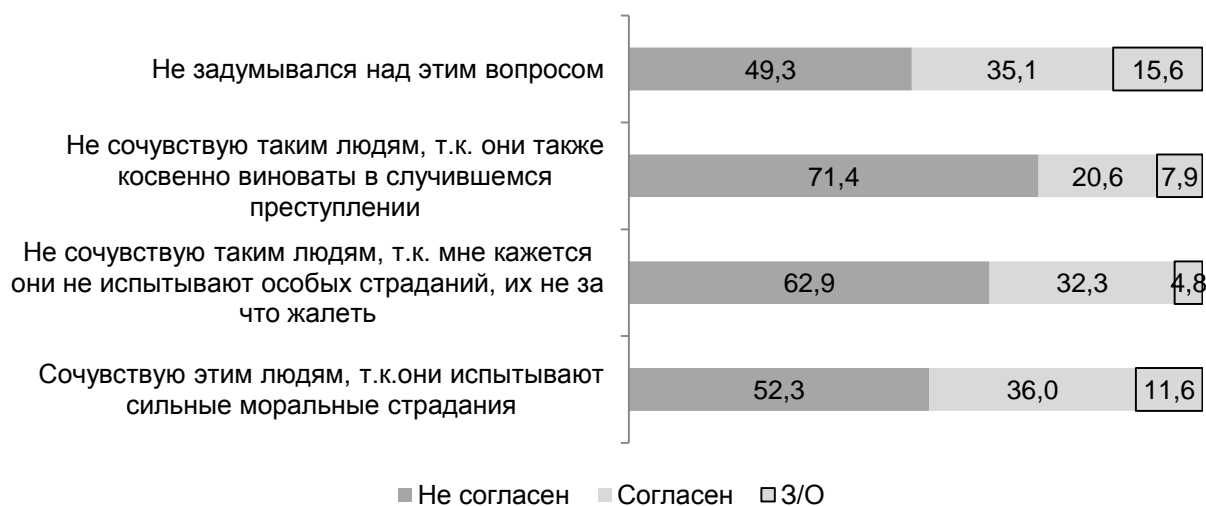 Не задумывался над этим вопросом
49,3 35,1 15,6
Не сочувствую таким людям, т.к. они также
косвенно виноваты в случившемся
преступлении
71,4 20,6 7,9
Не сочувствую таким людям, т.к. мне кажется
они не испытывают особых страданий, их не за
что жалеть
62,9 32,3 4,8
Сочувствую этим людям, т.к.они испытывают
сильные моральные страдания
52,3 36,0 11,6
Не согласен Согласен З/О